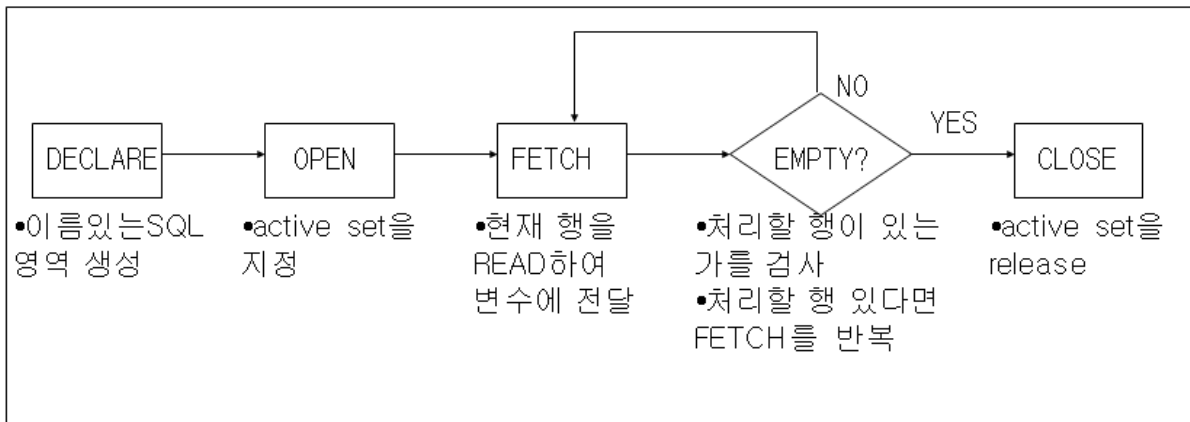 NO
YES
DECLARE
OPEN
FETCH
EMPTY?
CLOSE
•이름있는SQL
영역 생성
•active set을
지정
•현재 행을
READ하여
변수에 전달
•처리할 행이 있는
가를 검사
•처리할 행 있다면
FETCH를 반복
•active set을
release